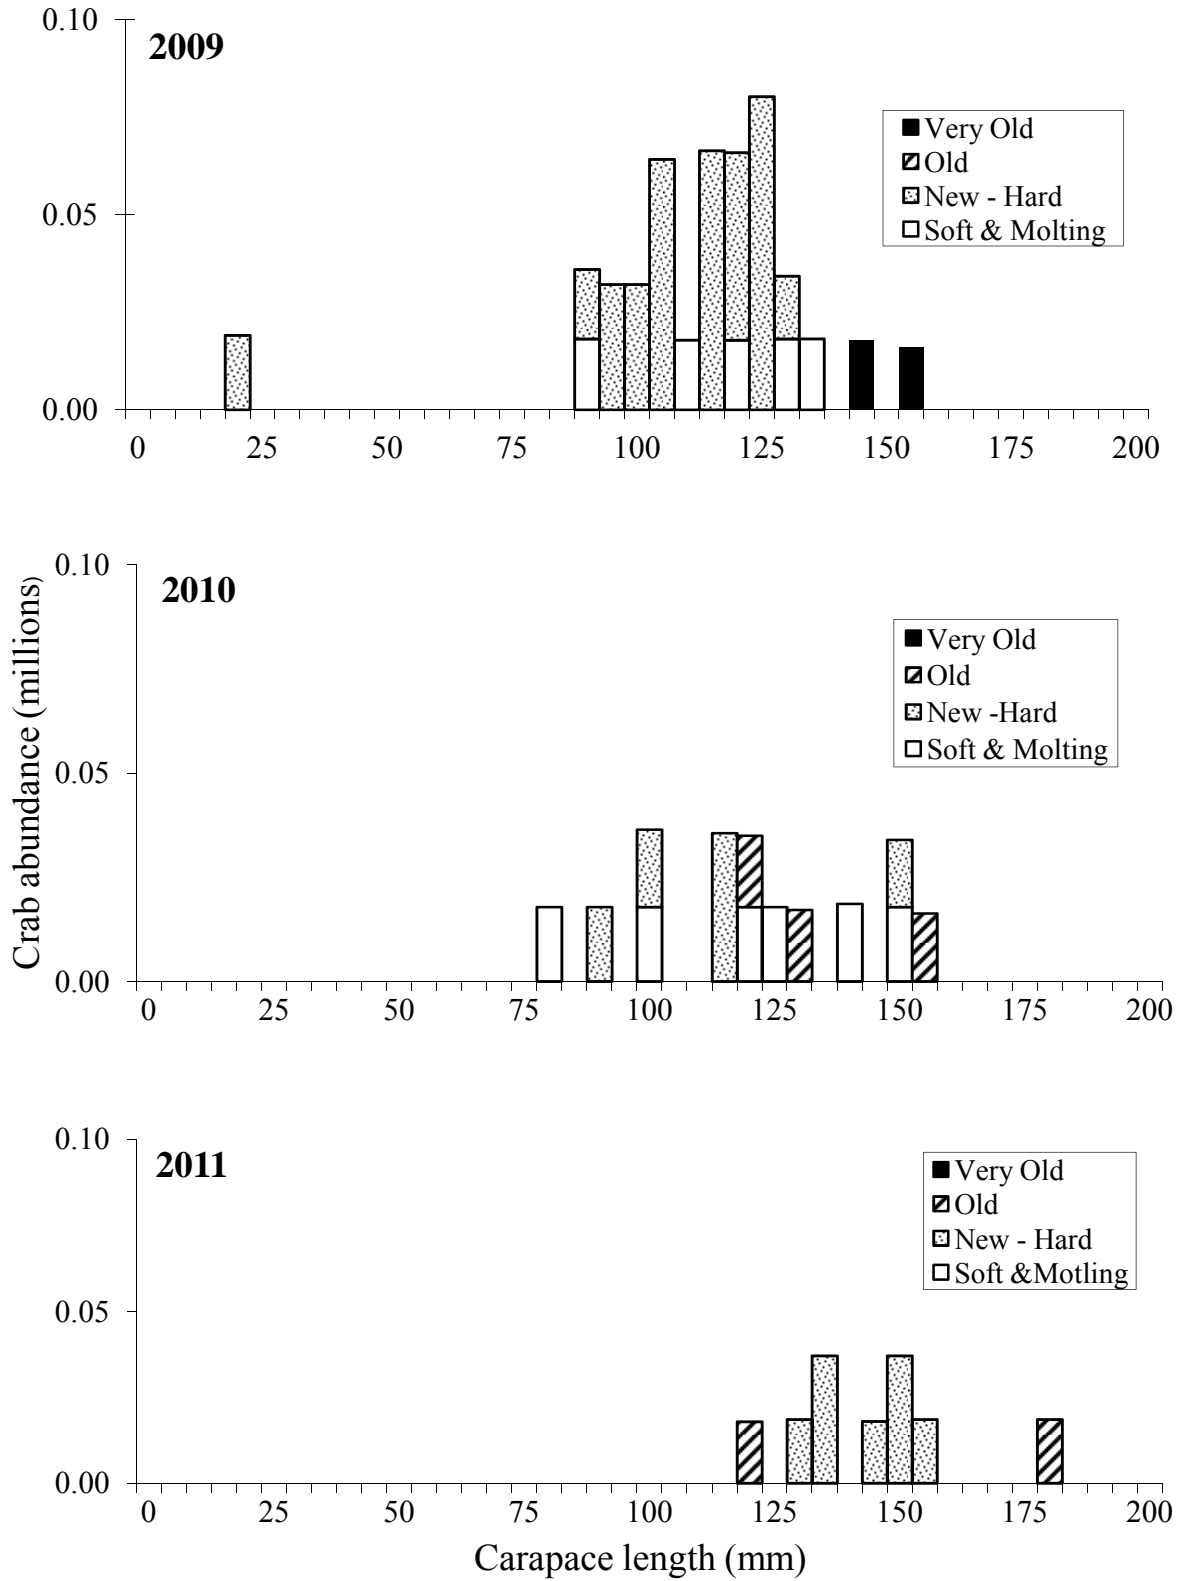 0.10
2009
Very Old
Old
New - Hard
Soft & Molting
0.05
0.00
0 25 50 75 100 125 150 175 200
0.10
2010
Very Old
Old
New -Hard
Soft & Molting
Crab abundance (millions)
0.05
0.00
0 25 50 75 100 125 150 175 200
0.10
2011
Very Old
Old
New - Hard
Soft &Motling
0.05
0.00
0 25 50 75 100 125 150 175 200
Carapace length (mm)